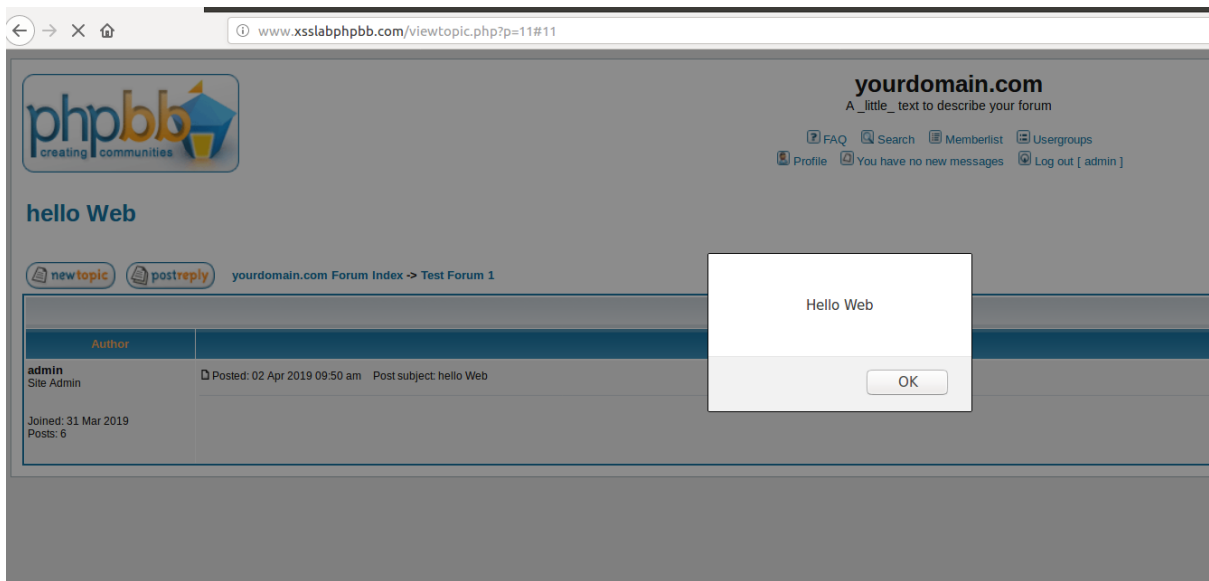 www.xsslabphpbb.com/viewtopic.php?p=11#11
phpbb
creating communities
yourdomain.com
A _little_ text to describe your forum
FAQ Search Memberlist Usergroups
Profile You have no new messages Log out [ admin ]
hello Web
newtopic postreply yourdomain.com Forum Index -> Test Forum 1
Hello Web
OK
Author
admin
Site Admin
Posted: 02 Apr 2019 09:50 am Post subject: hello Web
Joined: 31 Mar 2019
Posts: 6